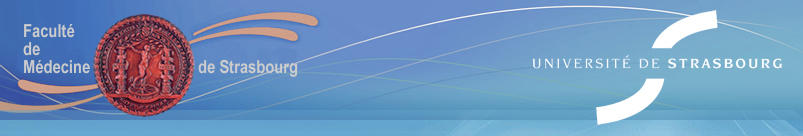 Faculté
de
Médecine de Strasbourg
UNIVERSITÉ DE STRASBOURG